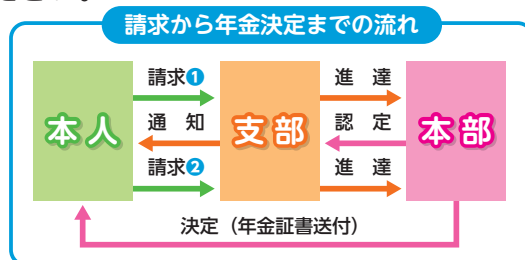 請求から年金決定までの流れ
請求❶ 進 達
本人 通 知 支部 認 定 本部
請求❷ 進 達
決定（年金証書送付）